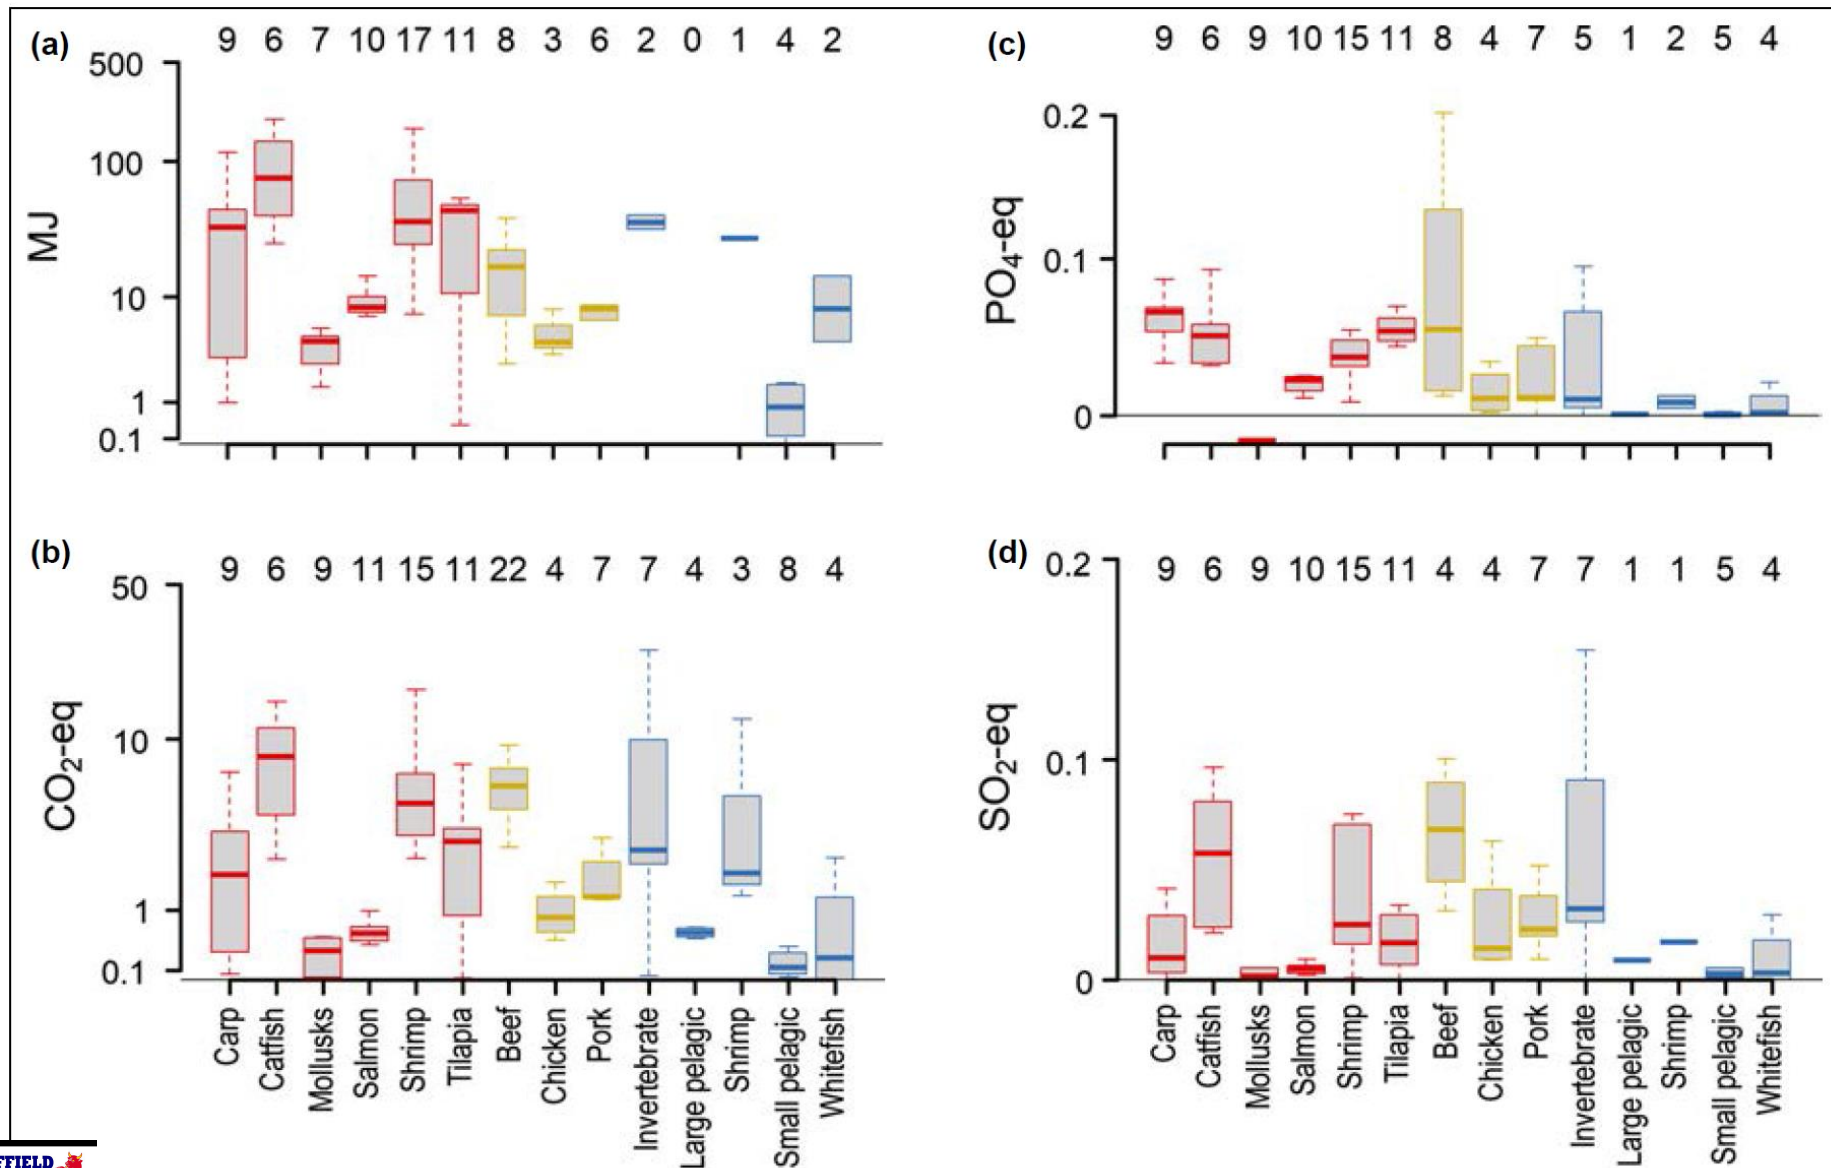 (a)
9 6 7 10 17 11 8 3 6 2 0 1 4 2
500
100
10
1
0.1
MJ
(c)
9 6 9 10 15 11 8 4 7 5 1 2 5 4
0.2
0.1
0
PO4-eq
(b)
9 6 9 11 15 11 22 4 7 7 4 3 8 4
50
10
1
0.1
CO2-eq
Carp
Catfish
Mollusks
Salmon
Shrimp
Tilapia
Beef
Chicken
Pork
Invertebrate
Large pelagic
Shrimp
Small pelagic
Whitefish
(d)
9 6 9 10 15 11 4 4 7 7 1 1 5 4
0.2
0.1
0
SO2-eq
Carp
Catfish
Mollusks
Salmon
Shrimp
Tilapia
Beef
Chicken
Pork
Invertebrate
Large pelagic
Shrimp
Small pelagic
Whitefish